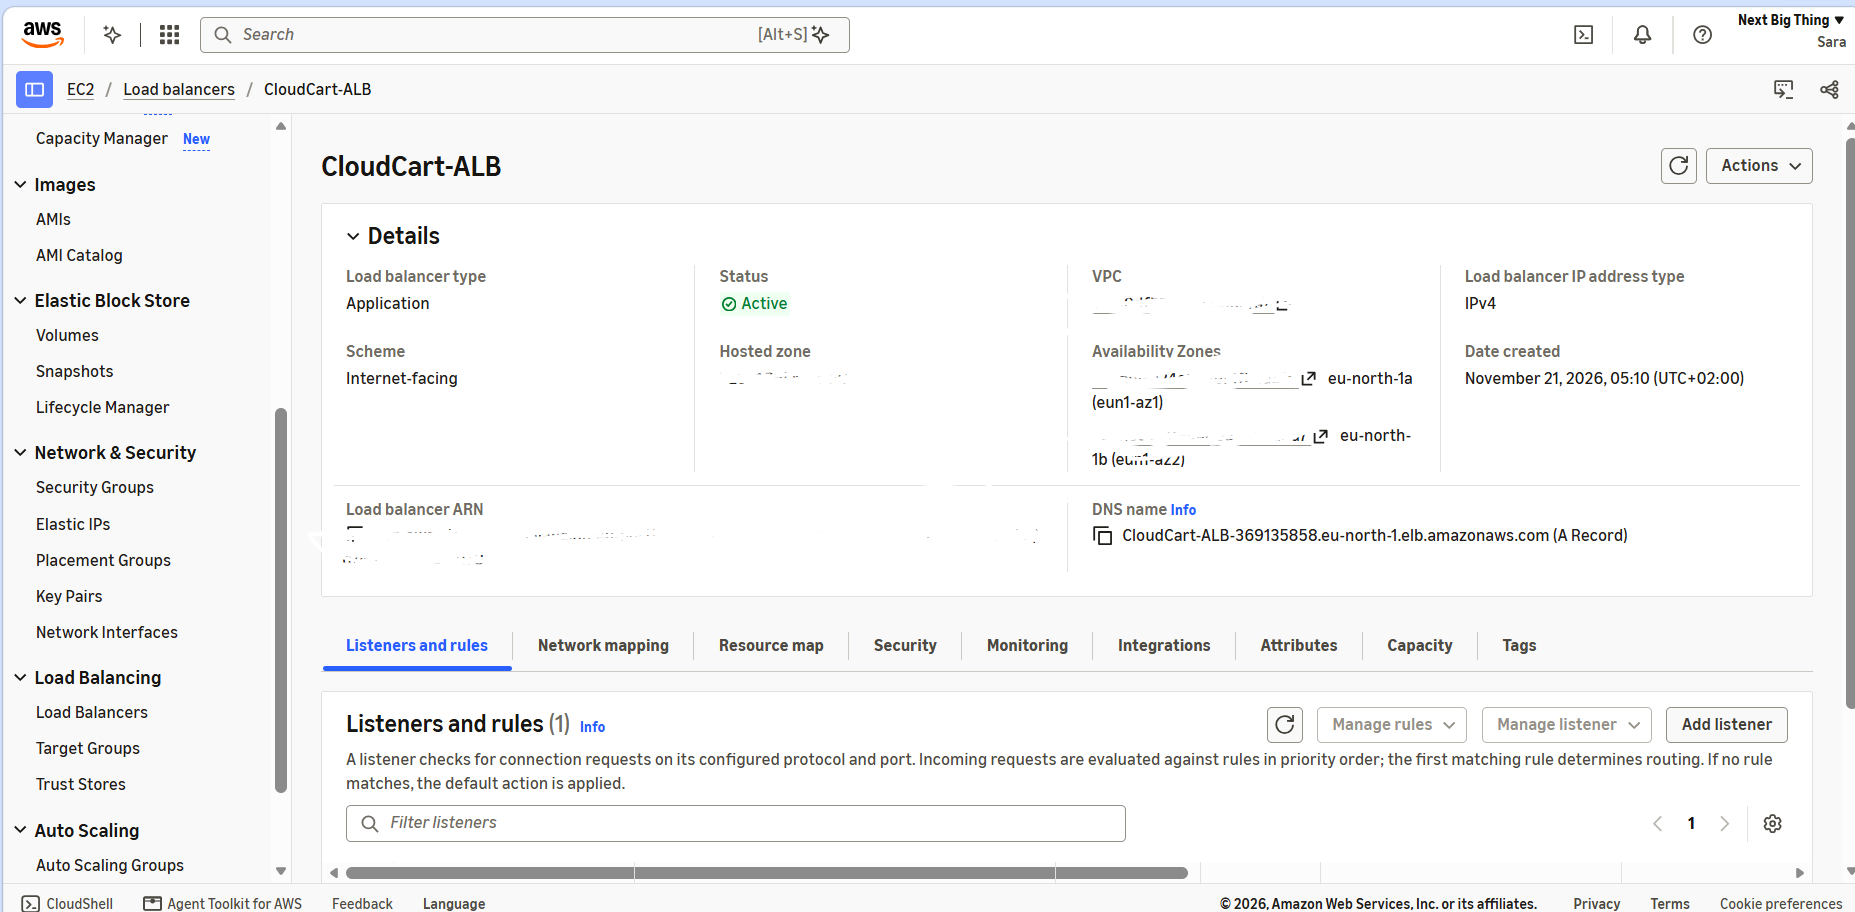 aws
Search [Alt+S]
Next Big Thing ▼
Sara
EC2 / Load balancers / CloudCart-ALB
Capacity Manager New
Images
AMIs
AMI Catalog
Elastic Block Store
Volumes
Snapshots
Lifecycle Manager
Network & Security
Security Groups
Elastic IPs
Placement Groups
Key Pairs
Network Interfaces
Load Balancing
Load Balancers
Target Groups
Trust Stores
Auto Scaling
Auto Scaling Groups
CloudCart-ALB
Actions
Details
Load balancer type
Application
Status
Active
VPC
Load balancer IP address type
IPv4
Scheme
Internet-facing
Hosted zone
Availability Zones
eu-north-1a
(eun1-az1)
eu-north-
1b (eun1-az2)
Date created
November 21, 2026, 05:10 (UTC+02:00)
Load balancer ARN
DNS name Info
CloudCart-ALB-369135858.eu-north-1.elb.amazonaws.com (A Record)
Listeners and rules Network mapping Resource map Security Monitoring Integrations Attributes Capacity Tags
Listeners and rules (1) Info
Manage rules Manage listener Add listener
A listener checks for connection requests on its configured protocol and port. Incoming requests are evaluated against rules in priority order; the first matching rule determines routing. If no rule
matches, the default action is applied.
Filter listeners
1
CloudShell Agent Toolkit for AWS Feedback Language © 2026, Amazon Web Services, Inc. or its affiliates. Privacy Terms Cookie preferences